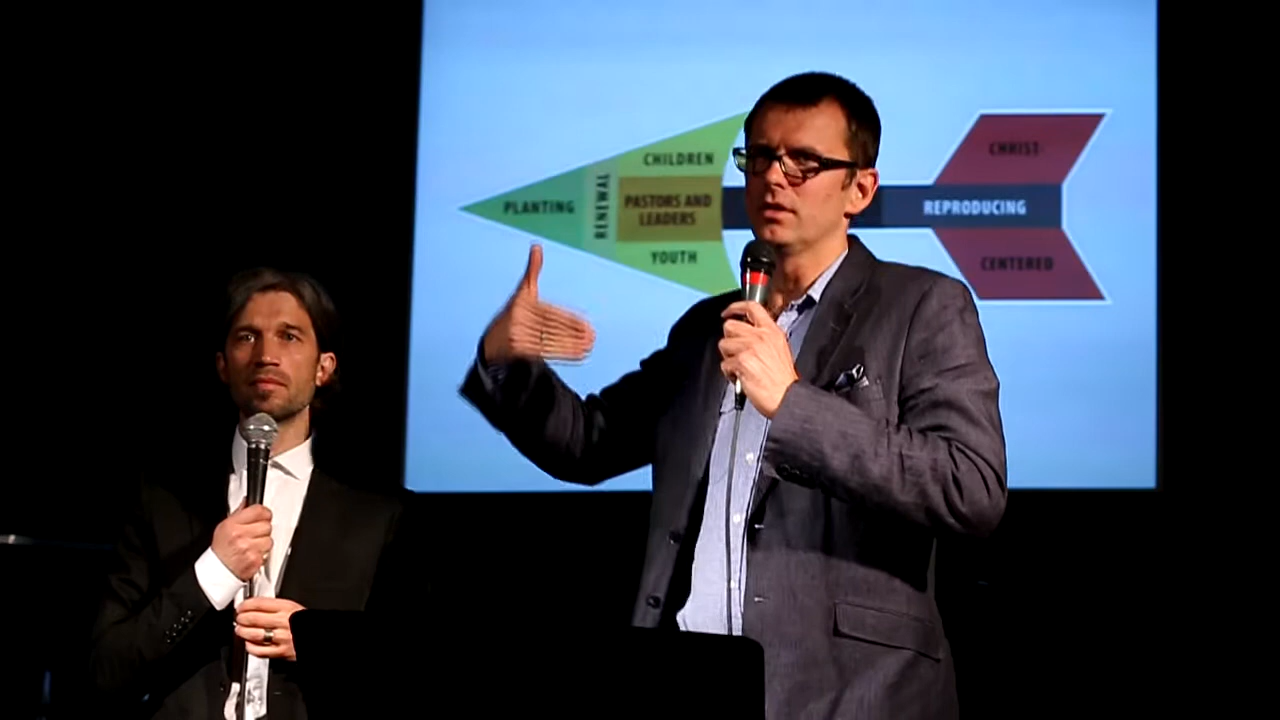 CHILDREN
PLANTING
RENEWAL
PASTORS AND
LEADERS
YOUTH
CHRIST-
REPRODUCING
CENTERED